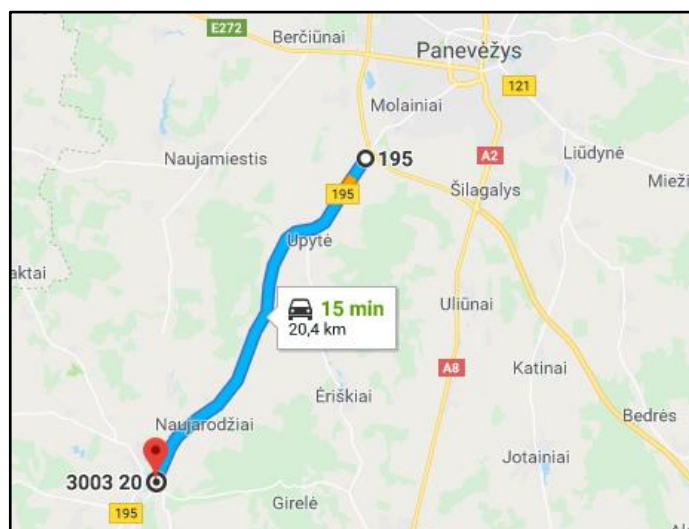 E272
Berčiūnai
Panevėžys
121
Molainiai
Naujamiestis
195
A2
Liūdynė
195
Šilagalys
Miežiš
Upytė
aktai
15 min
20,4 km
Uliūnai
A8
Katinai
Ėriškiai
Bedrės
Naujarodžiai
3003 20
Jotainiai
Girelė
195